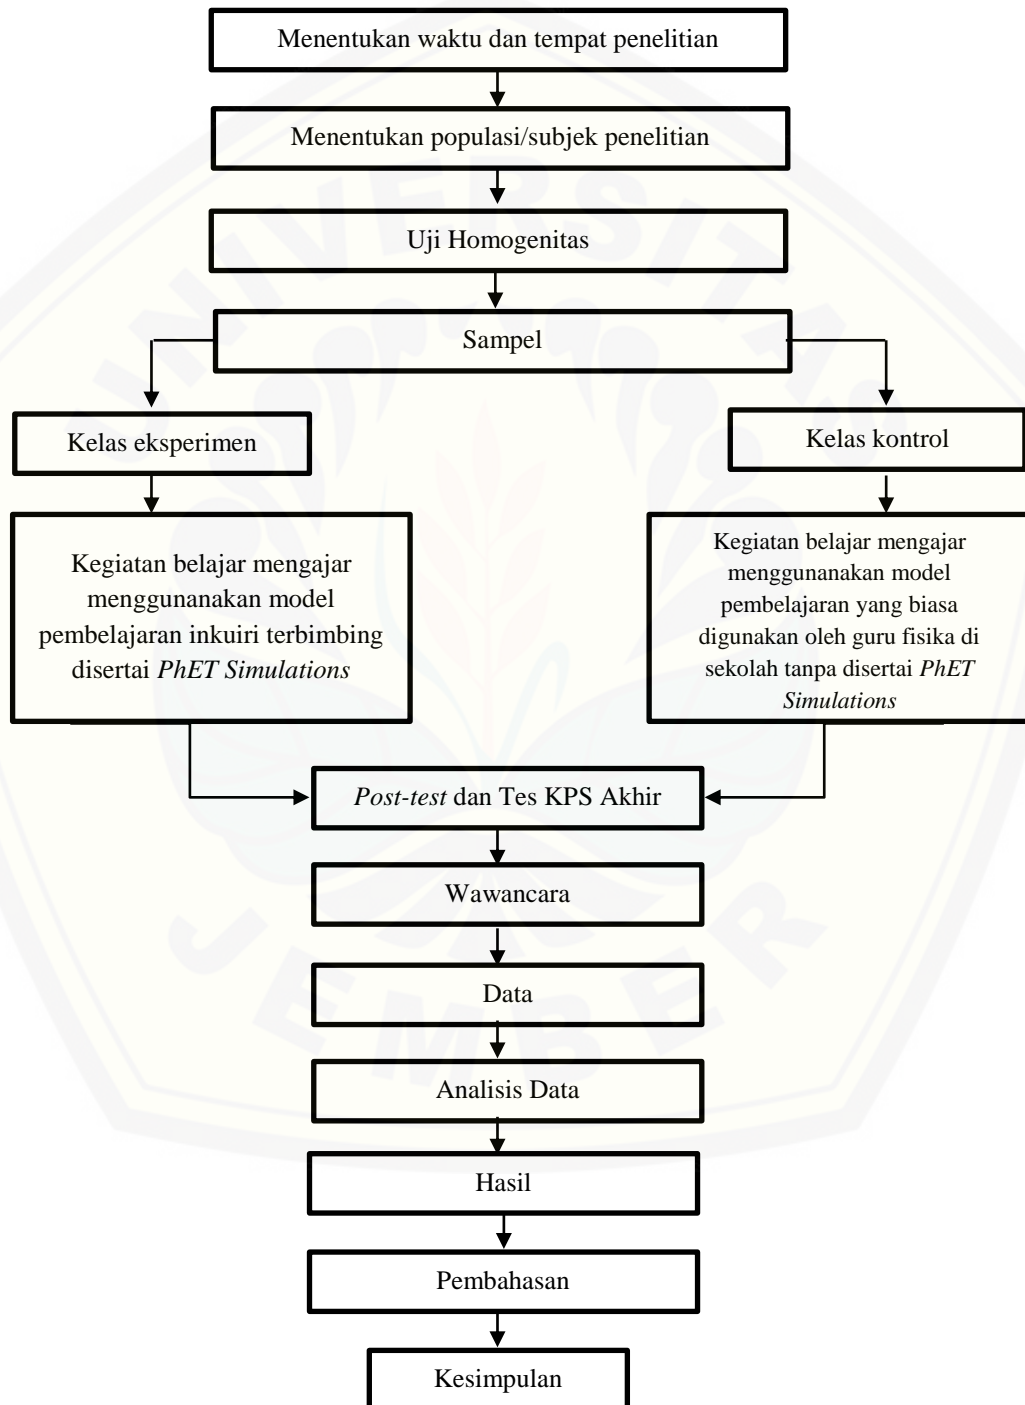 Menentukan waktu dan tempat penelitian
Menentukan populasi/subjek penelitian
Uji Homogenitas
Sampel
Kelas eksperimen
Kelas kontrol
Kegiatan belajar mengajar
menggunanakan model
pembelajaran inkuiri terbimbing
disertai PhET Simulations
Kegiatan belajar mengajar
menggunanakan model
pembelajaran yang biasa
digunakan oleh guru fisika di
sekolah tanpa disertai PhET
Simulations
Post-test dan Tes KPS Akhir
Wawancara
Data
Analisis Data
Hasil
Pembahasan
Kesimpulan
UNIVERSITAS
JEMBER